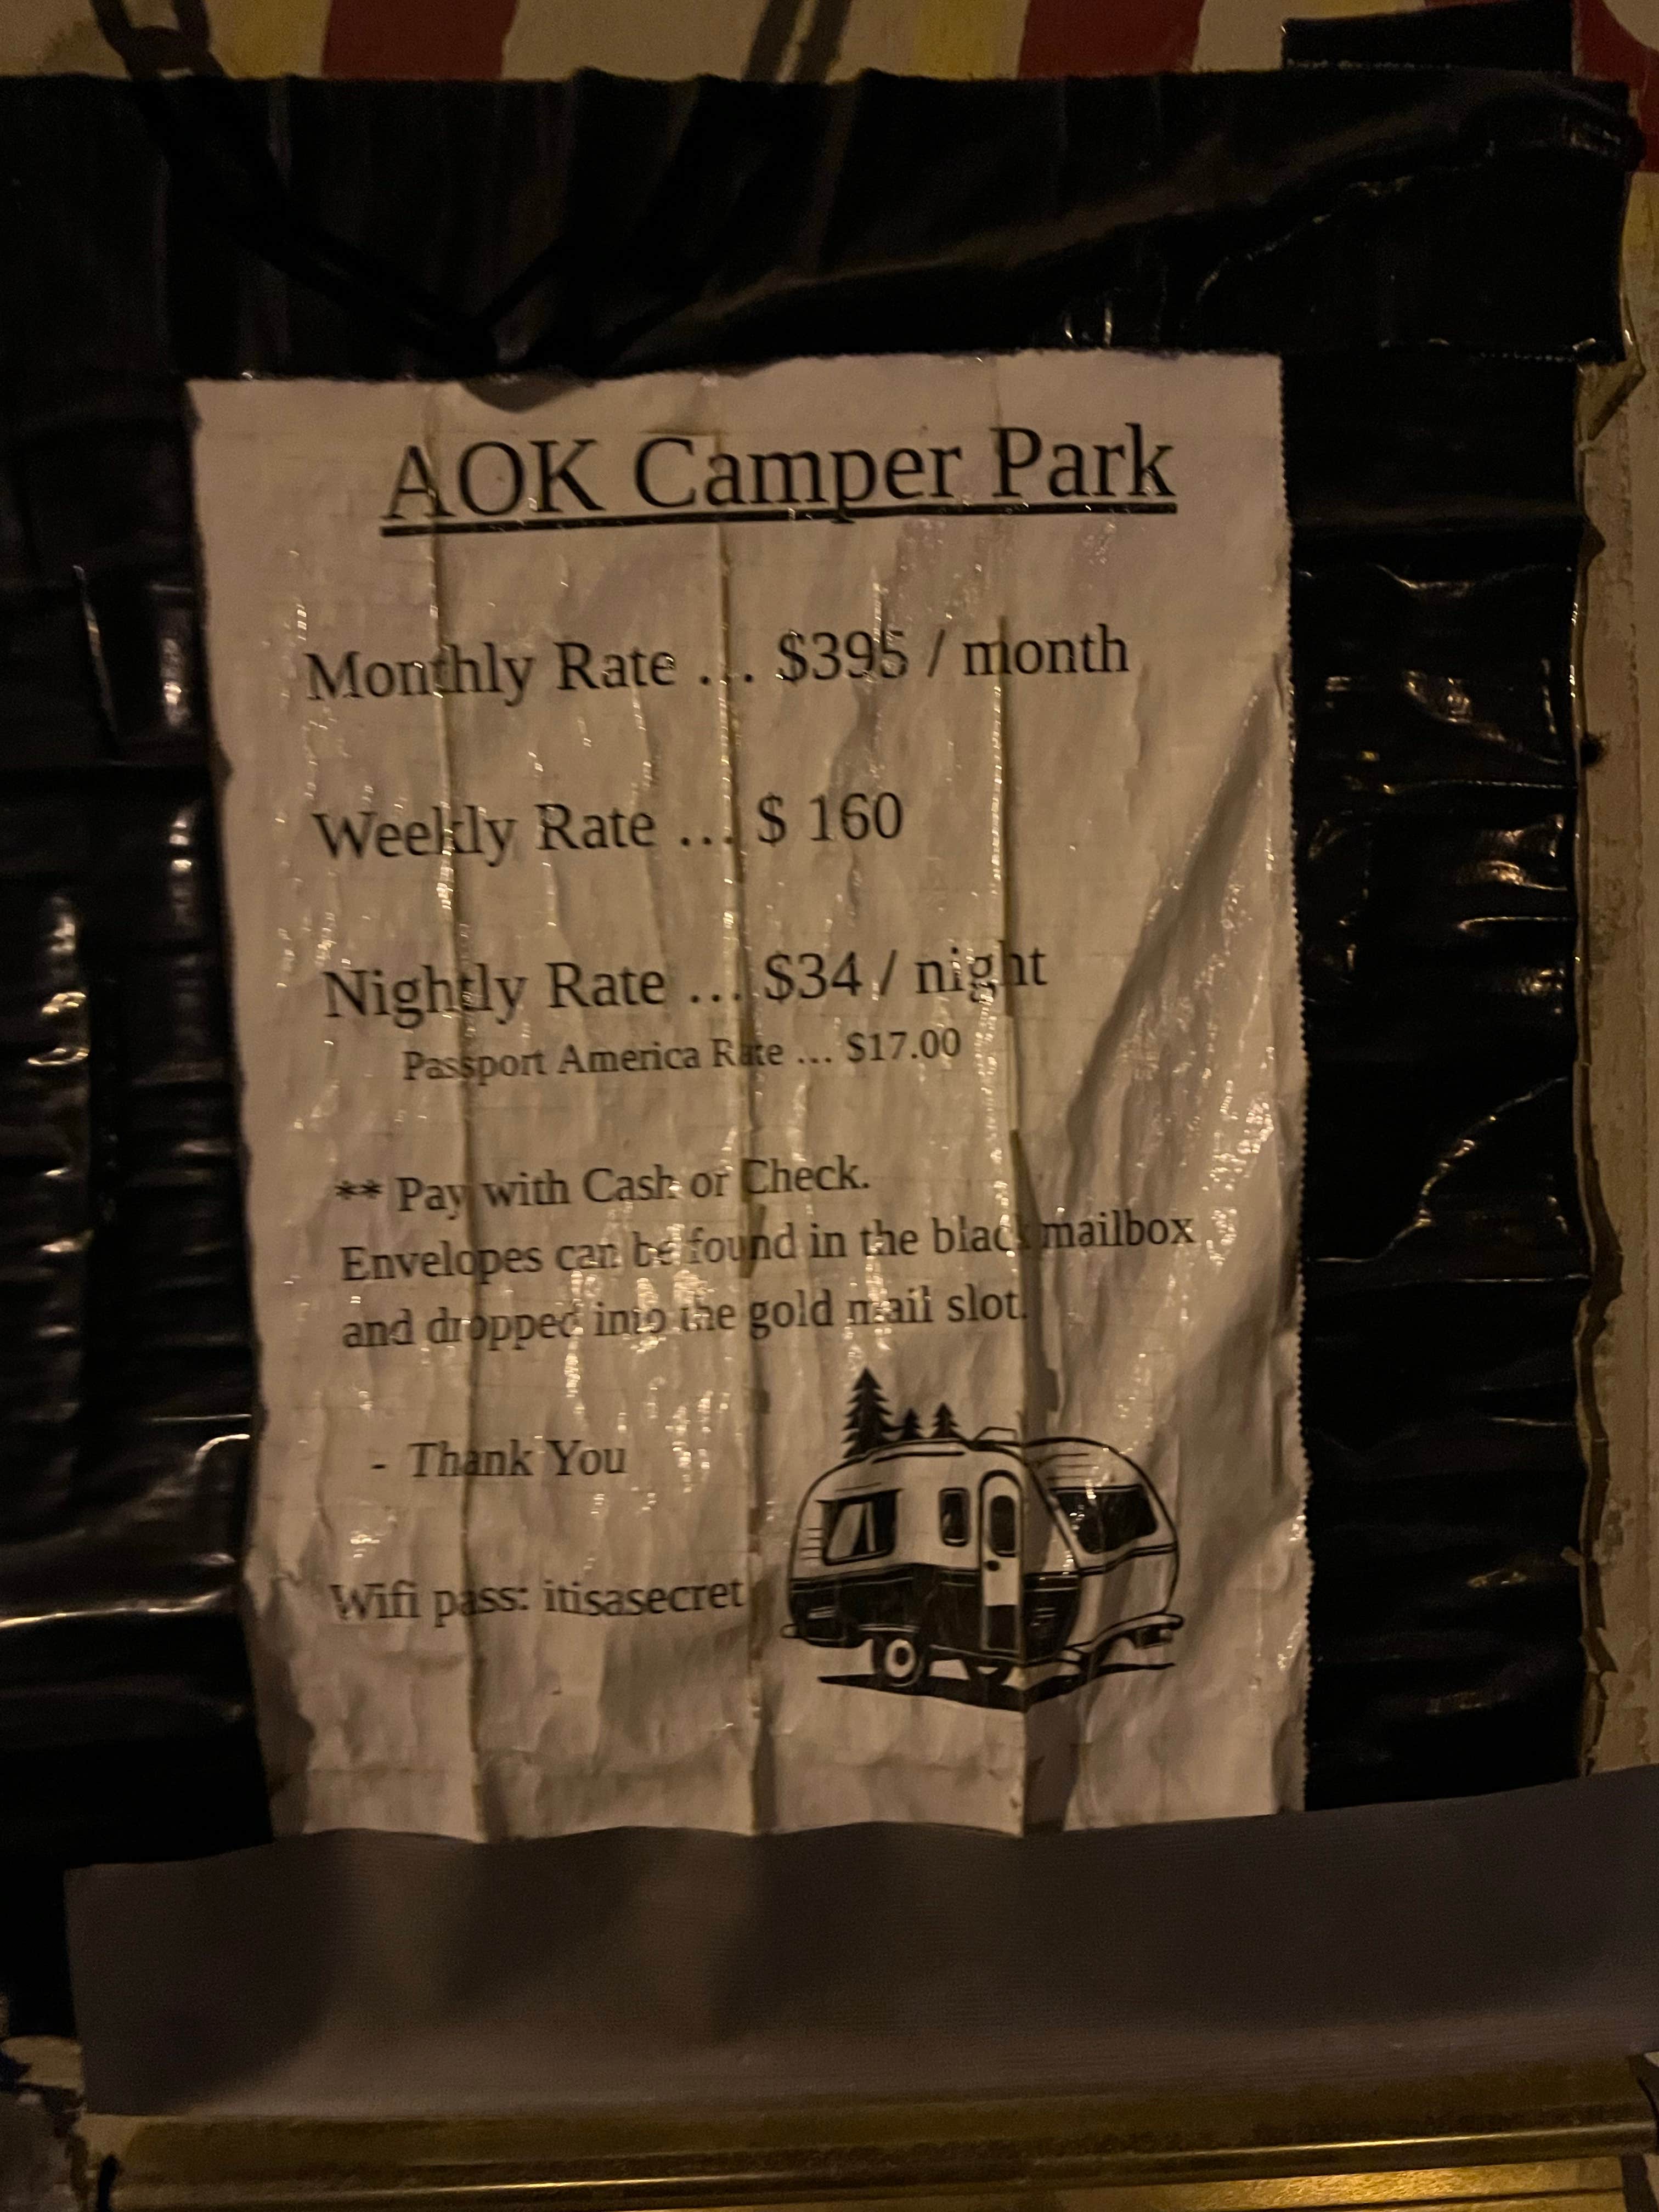 AOK Camper Park
Monthly Rate ... $395 / month
Weekly Rate ... $ 160
Nightly Rate ... $34 / night
Passport America Rate ... $17.00
** Pay with Cash or Check.
Envelopes can be found in the black mailbox
and dropped into the gold mail slot.
- Thank You
Wifi pass: itisasecret